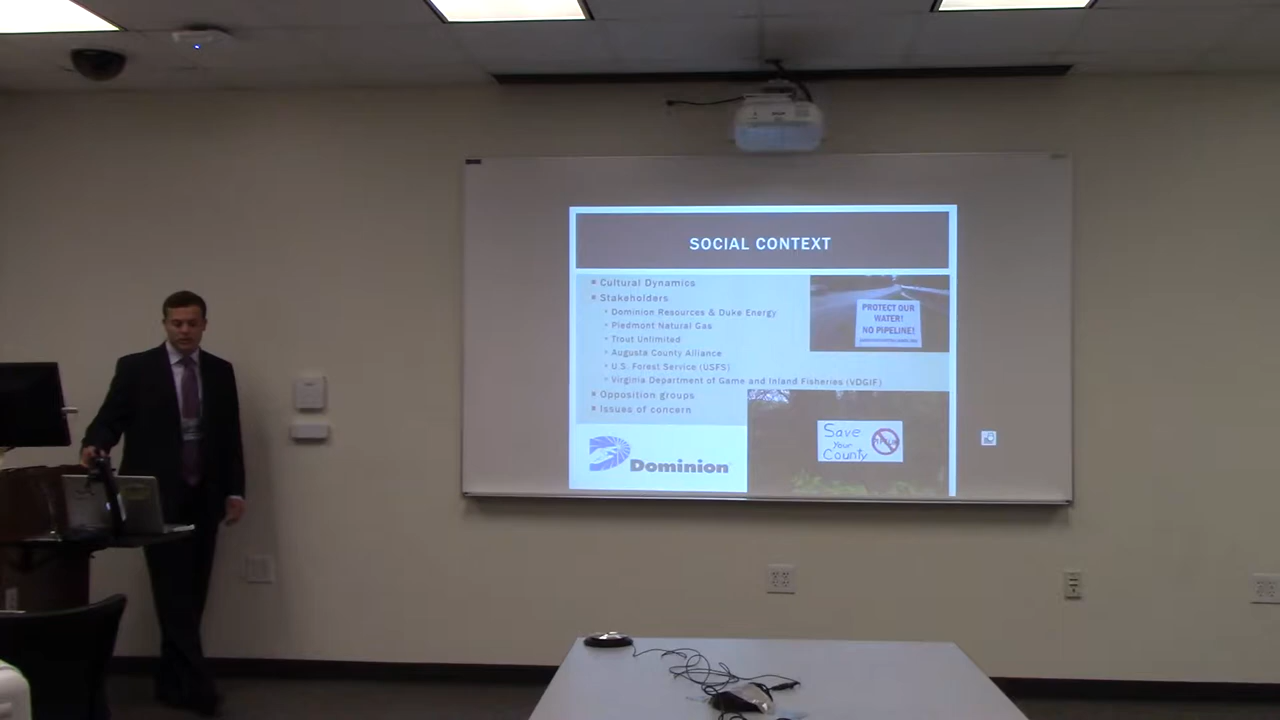 SOCIAL CONTEXT
Cultural Dynamics
Stakeholders
Dominion Resources & Duke Energy
Piedmont Natural Gas
Trout Unlimited
Augusta County Alliance
U.S. Forest Service (USFS)
Virginia Department of Game and Inland Fisheries (VDGIF)
Opposition groups
Issues of concern
PROTECT OUR
WATER!
NO PIPELINE!
Save
Your
County
Dominion